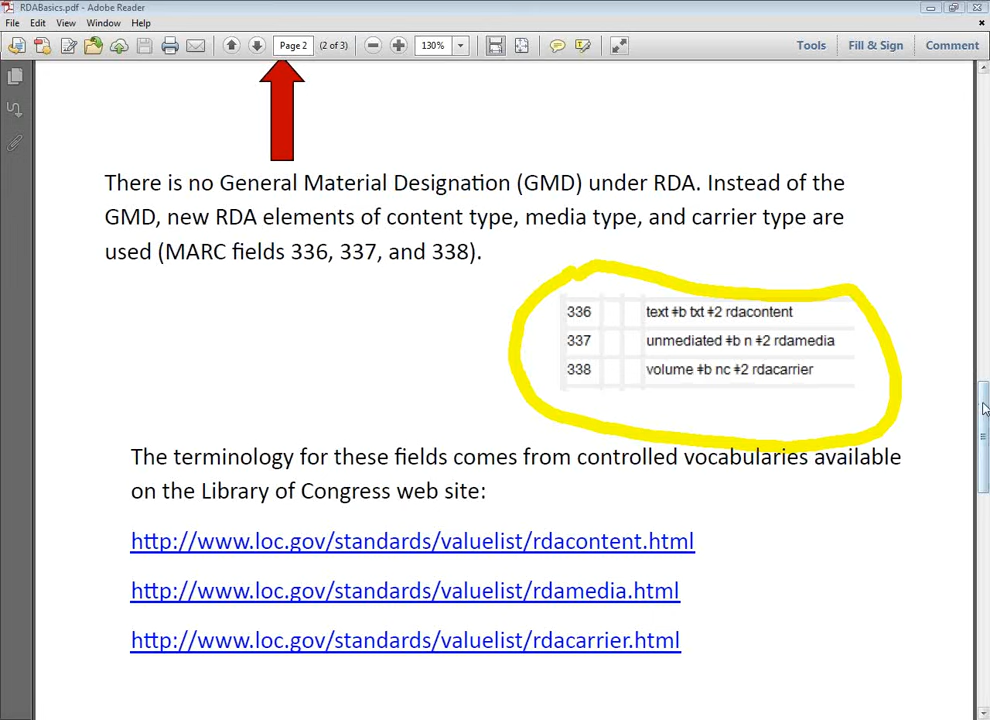 RDABasics.pdf - Adobe Reader
File Edit View Window Help
Page 2 (2 of 3) 130% Tools Fill & Sign Comment
There is no General Material Designation (GMD) under RDA. Instead of the
GMD, new RDA elements of content type, media type, and carrier type are
used (MARC fields 336, 337, and 338).
336 text ǂb txt ǂ2 rdacontent
337 unmediated ǂb n ǂ2 rdamedia
338 volume ǂb nc ǂ2 rdacarrier
The terminology for these fields comes from controlled vocabularies available
on the Library of Congress web site:
http://www.loc.gov/standards/valuelist/rdacontent.html
http://www.loc.gov/standards/valuelist/rdamedia.html
http://www.loc.gov/standards/valuelist/rdacarrier.html